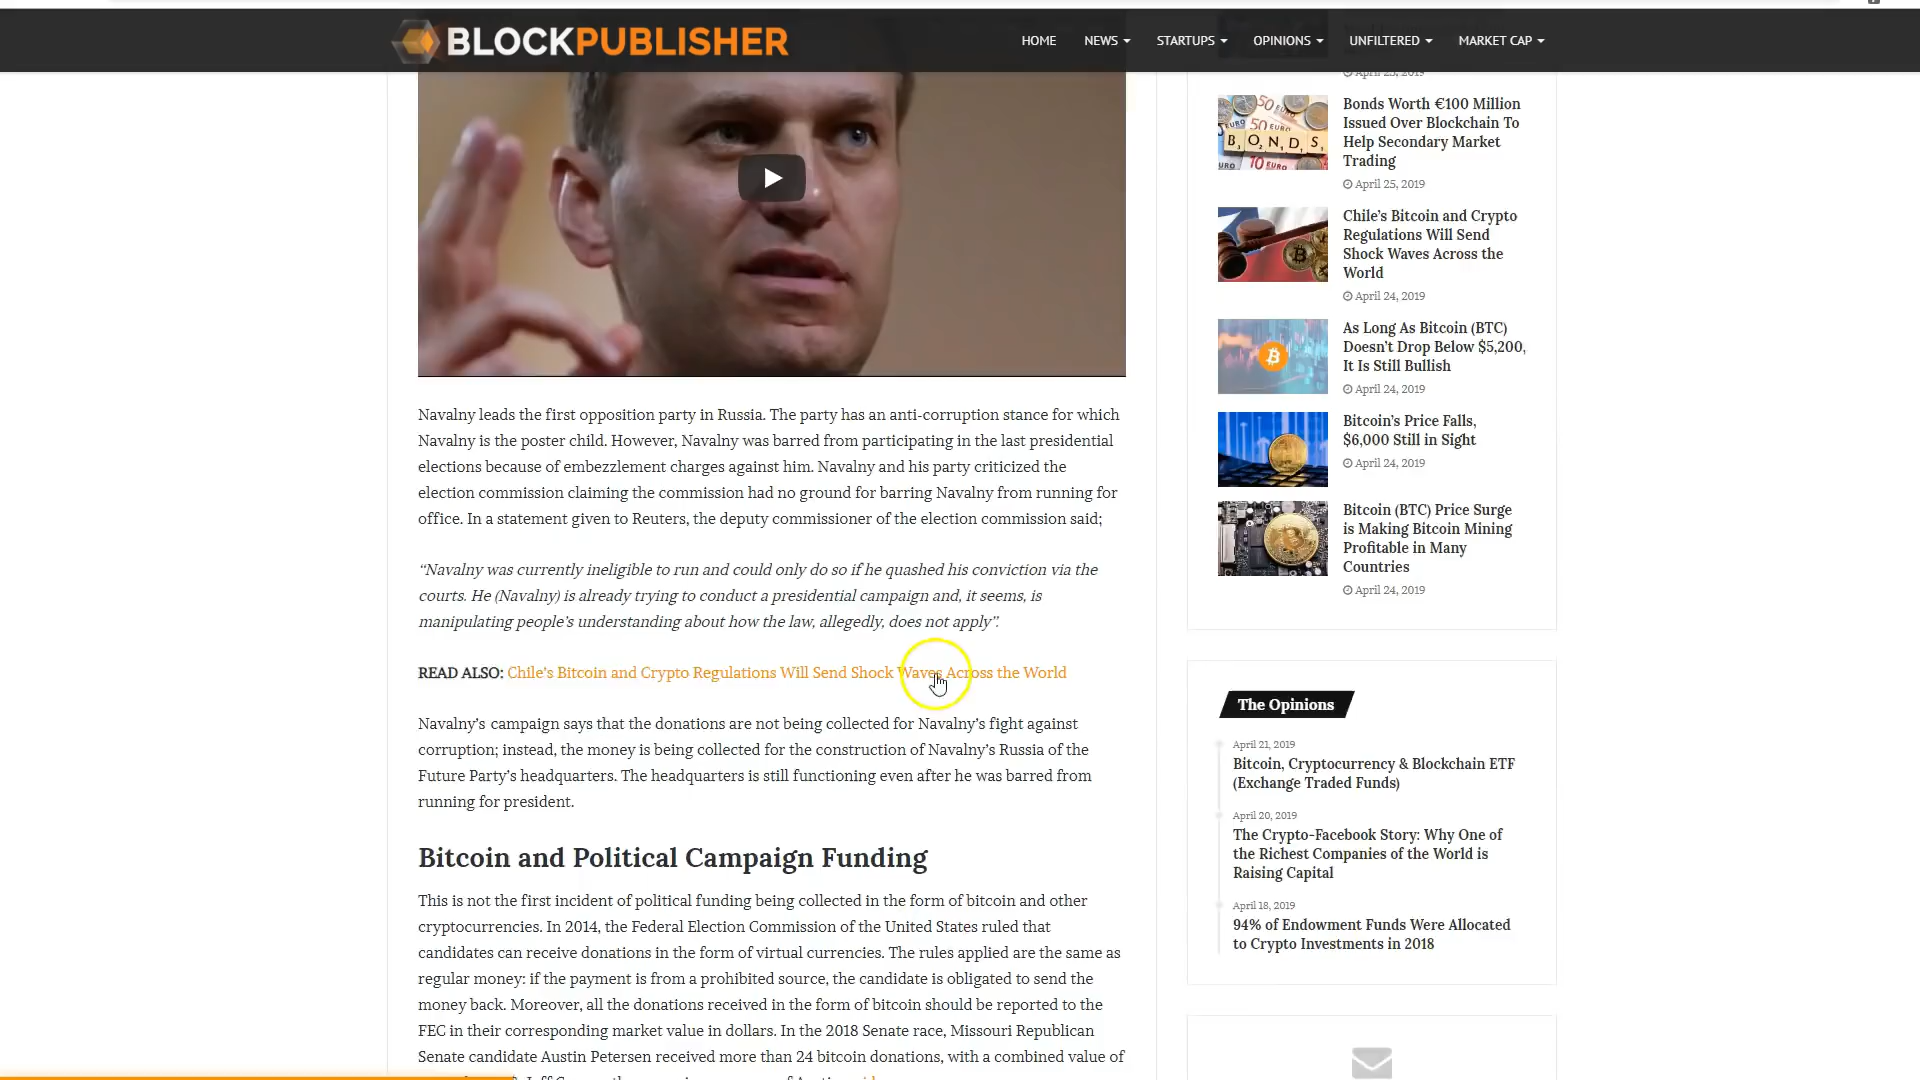 BLOCKPUBLISHER
HOME
NEWS
STARTUPS
OPINIONS
UNFILTERED
MARKET CAP
Navalny leads the first opposition party in Russia. The party has an anti-corruption stance for which
Navalny is the poster child. However, Navalny was barred from participating in the last presidential
elections because of embezzlement charges against him. Navalny and his party criticized the
election commission claiming the commission had no ground for barring Navalny from running for
office. In a statement given to Reuters, the deputy commissioner of the election commission said;
“Navalny was currently ineligible to run and could only do so if he quashed his conviction via the
courts. He (Navalny) is already trying to conduct a presidential campaign and, it seems, is
manipulating people’s understanding about how the law, allegedly, does not apply”.
READ ALSO: Chile’s Bitcoin and Crypto Regulations Will Send Shock Waves Across the World
Navalny’s campaign says that the donations are not being collected for Navalny’s fight against
corruption; instead, the money is being collected for the construction of Navalny’s Russia of the
Future Party’s headquarters. The headquarters is still functioning even after he was barred from
running for president.
Bitcoin and Political Campaign Funding
This is not the first incident of political funding being collected in the form of bitcoin and other
cryptocurrencies. In 2014, the Federal Election Commission of the United States ruled that
candidates can receive donations in the form of virtual currencies. The rules applied are the same as
regular money: if the payment is from a prohibited source, the candidate is obligated to send the
money back. Moreover, all the donations received in the form of bitcoin should be reported to the
FEC in their corresponding market value in dollars. In the 2018 Senate race, Missouri Republican
Senate candidate Austin Petersen received more than 24 bitcoin donations, with a combined value of
April 25, 2019
BONDS
Bonds Worth €100 Million
Issued Over Blockchain To
Help Secondary Market
Trading
April 25, 2019
Chile’s Bitcoin and Crypto
Regulations Will Send
Shock Waves Across the
World
April 24, 2019
As Long As Bitcoin (BTC)
Doesn’t Drop Below $5,200,
It Is Still Bullish
April 24, 2019
Bitcoin’s Price Falls,
$6,000 Still in Sight
April 24, 2019
Bitcoin (BTC) Price Surge
is Making Bitcoin Mining
Profitable in Many
Countries
April 24, 2019
The Opinions
April 21, 2019
Bitcoin, Cryptocurrency & Blockchain ETF
(Exchange Traded Funds)
April 20, 2019
The Crypto-Facebook Story: Why One of
the Richest Companies of the World is
Raising Capital
April 18, 2019
94% of Endowment Funds Were Allocated
to Crypto Investments in 2018